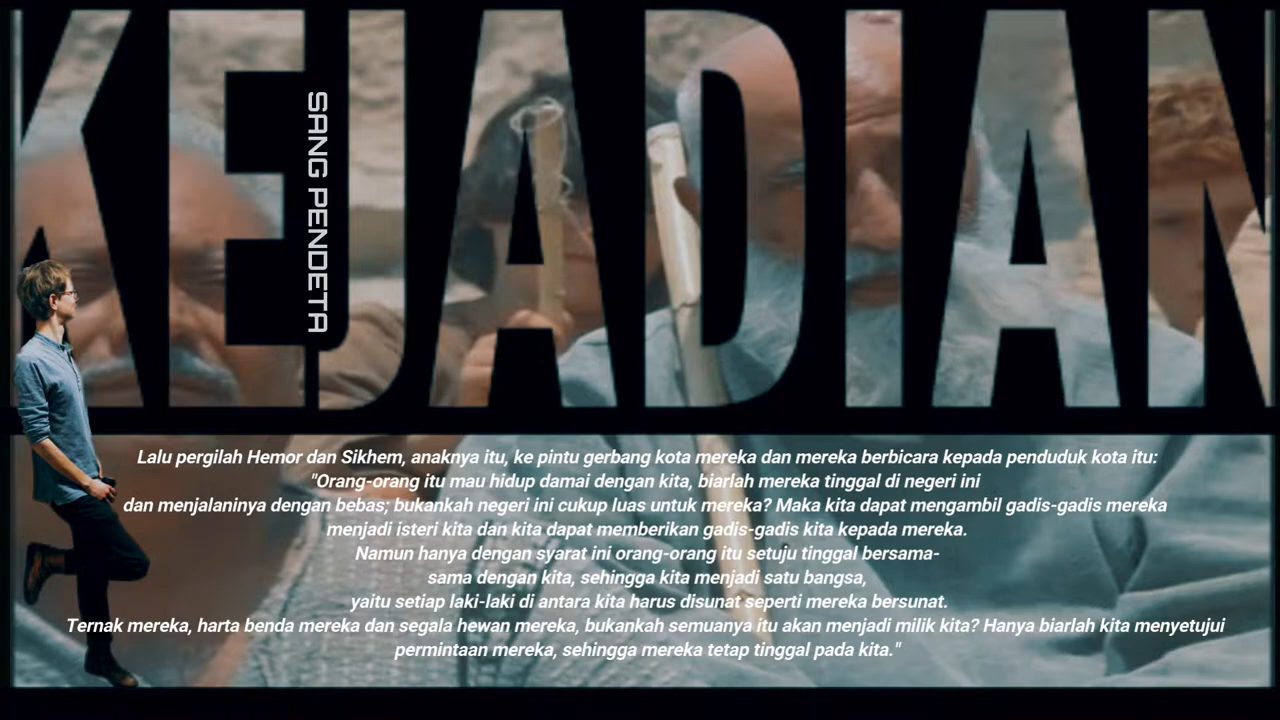 KEJADIAN
SANG PENDETA
Lalu pergilah Hemor dan Sikhem, anaknya itu, ke pintu gerbang kota mereka dan mereka berbicara kepada penduduk kota itu:
"Orang-orang itu mau hidup damai dengan kita, biarlah mereka tinggal di negeri ini
dan menjalaninya dengan bebas; bukankah negeri ini cukup luas untuk mereka? Maka kita dapat mengambil gadis-gadis mereka
menjadi isteri kita dan kita dapat memberikan gadis-gadis kita kepada mereka.
Namun hanya dengan syarat ini orang-orang itu setuju tinggal bersama-
sama dengan kita, sehingga kita menjadi satu bangsa,
yaitu setiap laki-laki di antara kita harus disunat seperti mereka bersunat.
Ternak mereka, harta benda mereka dan segala hewan mereka, bukankah semuanya itu akan menjadi milik kita? Hanya biarlah kita menyetujui
permintaan mereka, sehingga mereka tetap tinggal pada kita."